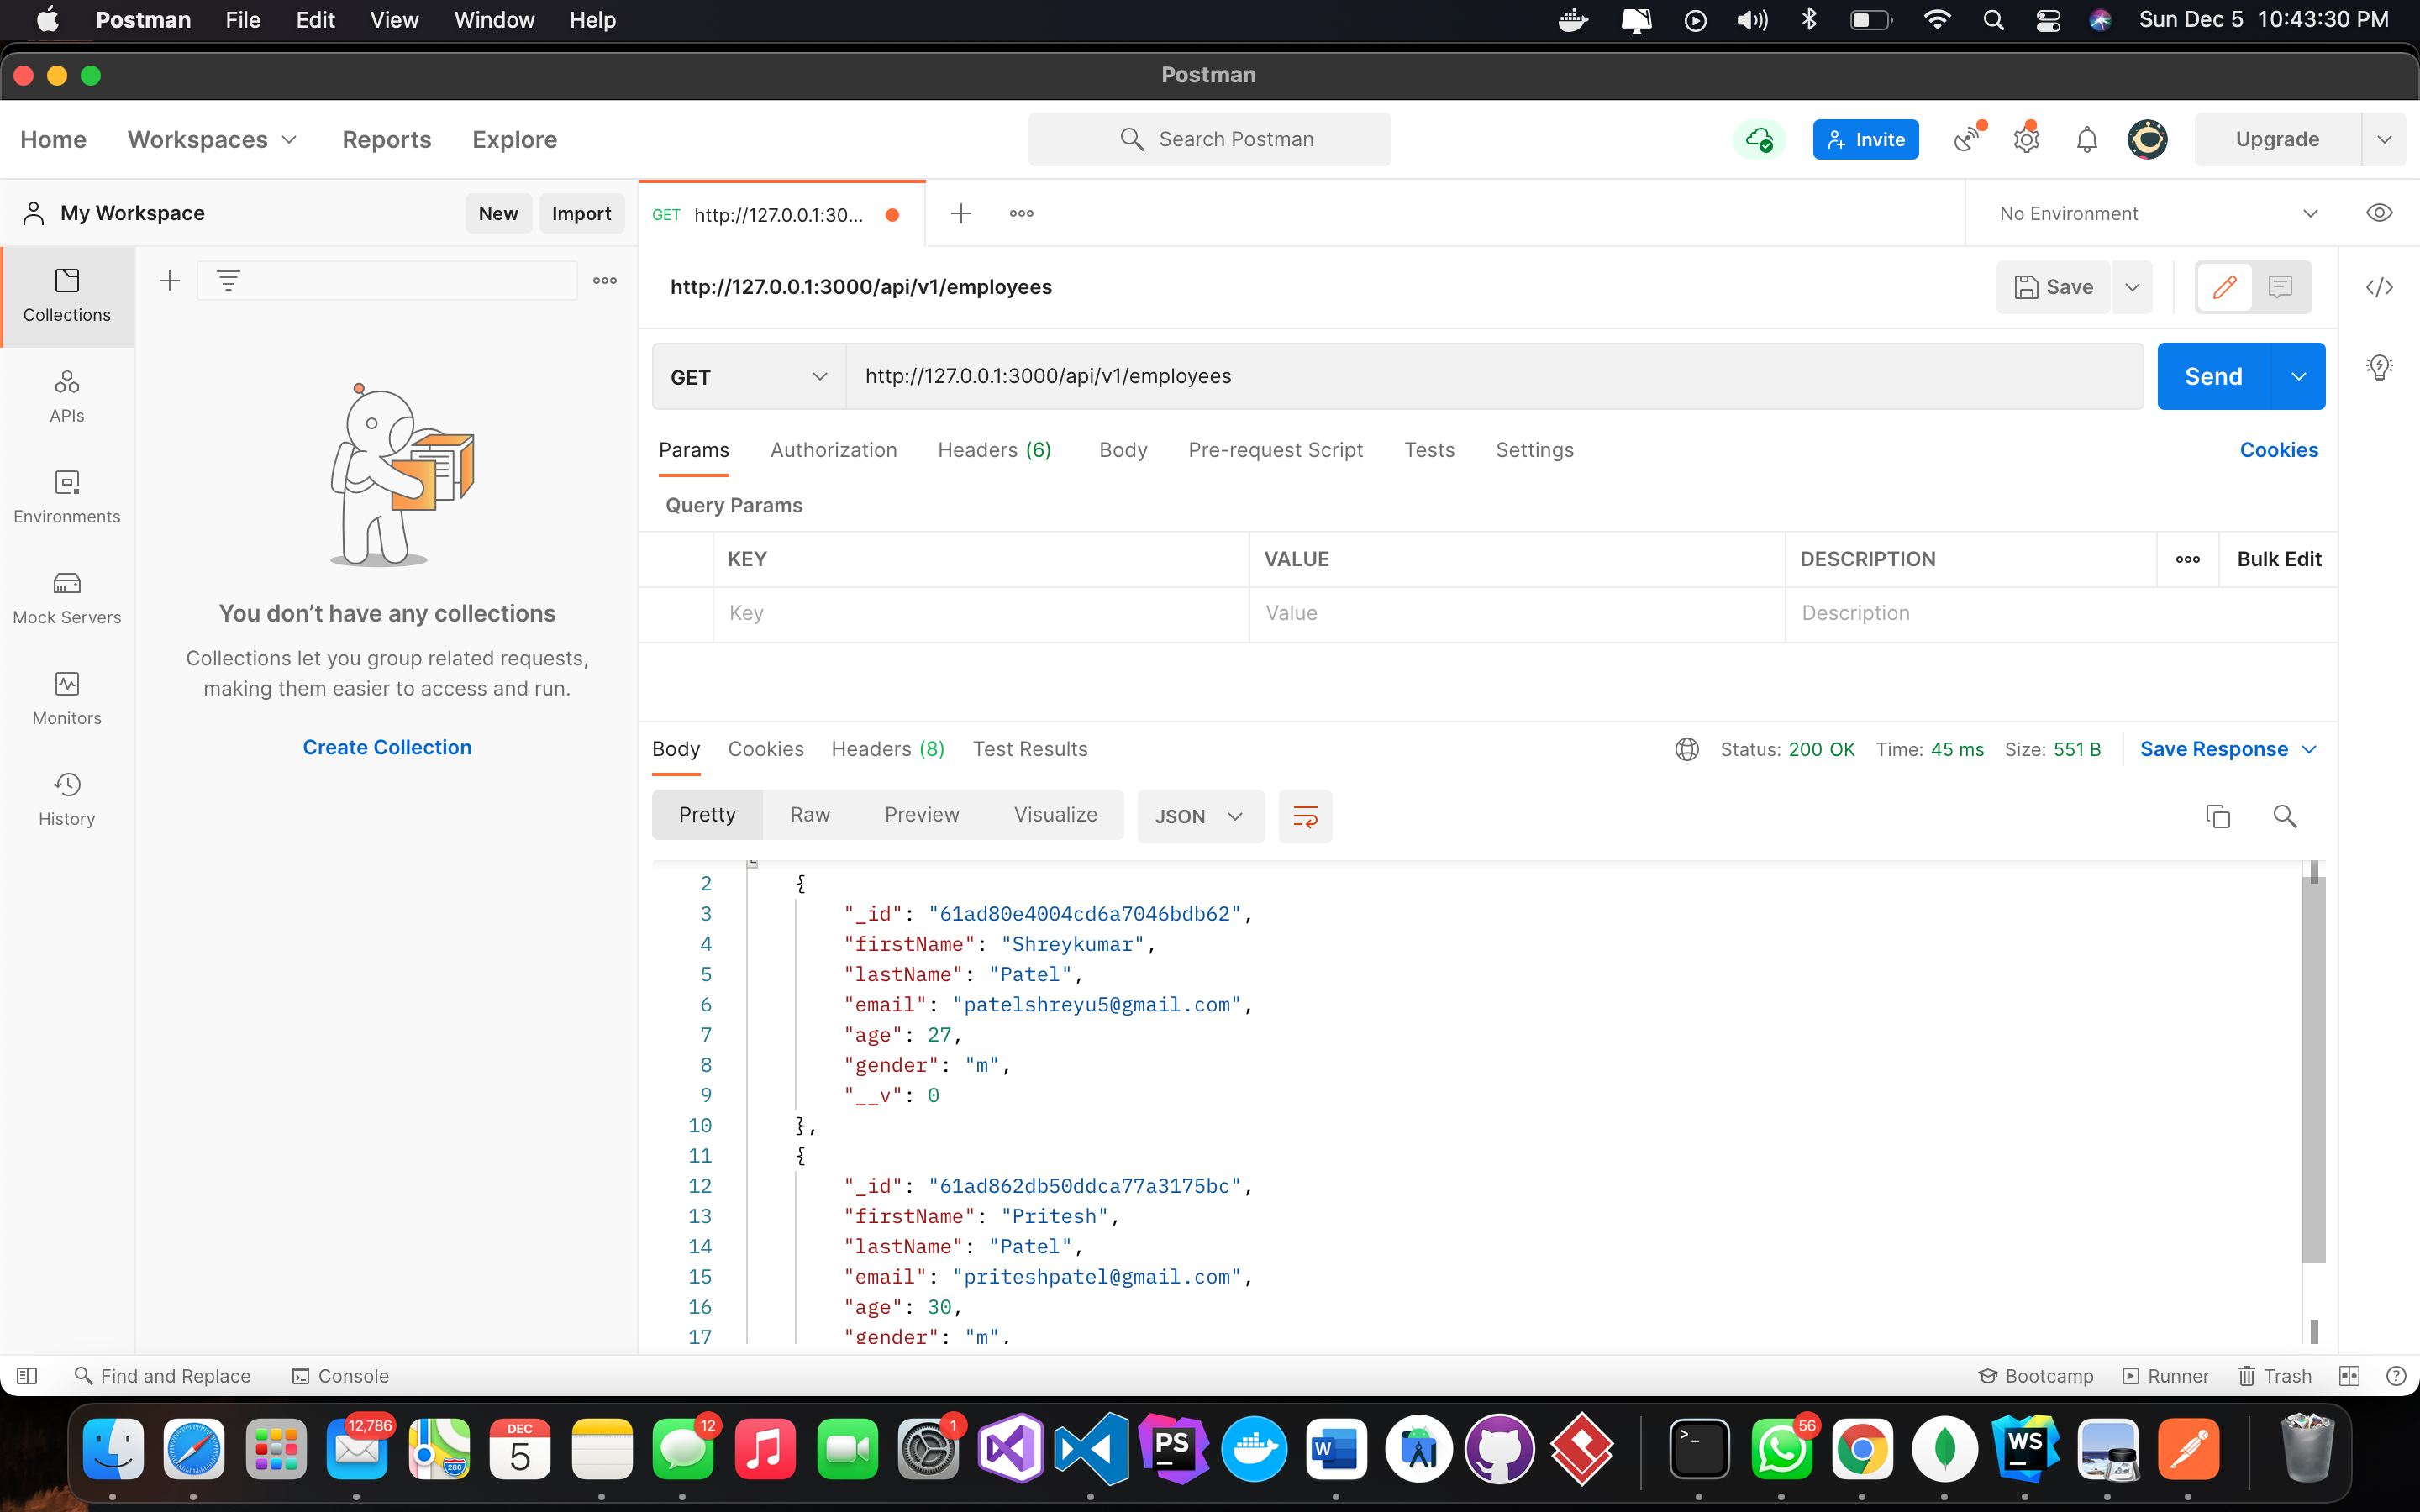 Postman File Edit View Window Help Sun Dec 5 10:43:30 PM
Postman
Home Workspaces Reports Explore Search Postman Invite Upgrade
My Workspace New Import GET http://127.0.0.1:30... No Environment
Collections
APIs
Environments
Mock Servers
Monitors
History
You don’t have any collections
Collections let you group related requests,
making them easier to access and run.
Create Collection
http://127.0.0.1:3000/api/v1/employees Save
GET http://127.0.0.1:3000/api/v1/employees Send
Params Authorization Headers (6) Body Pre-request Script Tests Settings Cookies
Query Params
KEY VALUE DESCRIPTION Bulk Edit
Key Value Description
Body Cookies Headers (8) Test Results Status: 200 OK Time: 45 ms Size: 551 B Save Response
Pretty Raw Preview Visualize JSON
2 {
3 "_id": "61ad80e4004cd6a7046bdb62",
4 "firstName": "Shreykumar",
5 "lastName": "Patel",
6 "email": "patelshreyu5@gmail.com",
7 "age": 27,
8 "gender": "m",
9 "__v": 0
10 },
11 {
12 "_id": "61ad862db50ddca77a3175bc",
13 "firstName": "Pritesh",
14 "lastName": "Patel",
15 "email": "priteshpatel@gmail.com",
16 "age": 30,
17 "gender": "m",
Find and Replace Console Bootcamp Runner Trash
12,786 DEC 12 1 56
5 280 PS W >_ WS